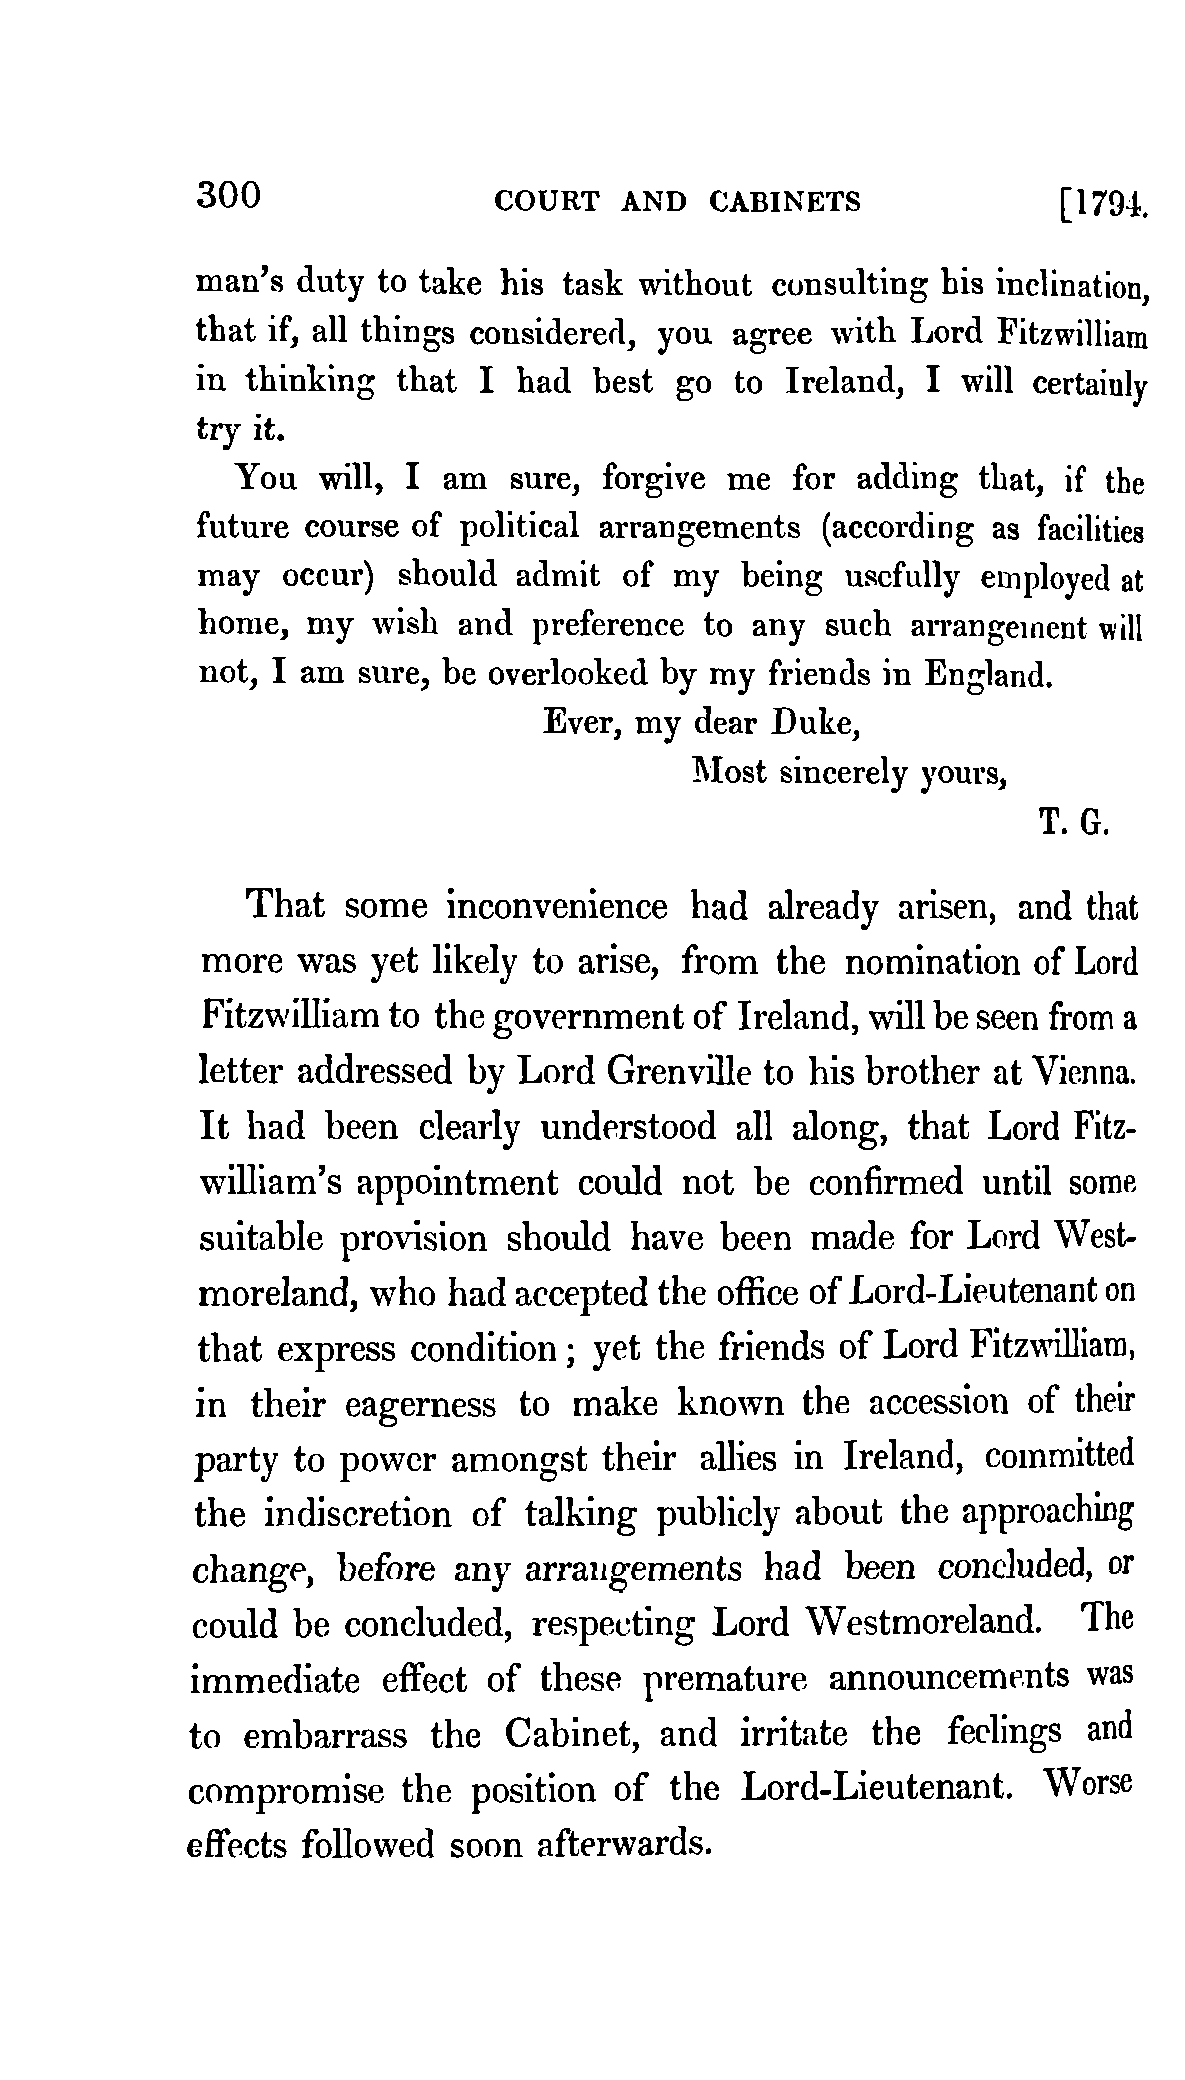 300 COURT AND CABINETS [1794.
man's duty to take his task without consulting his inclination,
that if, all things considered, you agree with Lord Fitzwilliam
in thinking that I had best go to Ireland, I will certainly
try it.
You will, I am sure, forgive me for adding that, if the
future course of political arrangements (according as facilities
may occur) should admit of my being usefully employed at
home, my wish and preference to any such arrangement will
not, I am sure, be overlooked by my friends in England.
Ever, my dear Duke,
Most sincerely yours,
T. G.
That some inconvenience had already arisen, and that
more was yet likely to arise, from the nomination of Lord
Fitzwilliam to the government of Ireland, will be seen from a
letter addressed by Lord Grenville to his brother at Vienna.
It had been clearly understood all along, that Lord Fitz-
william's appointment could not be confirmed until some
suitable provision should have been made for Lord West-
moreland, who had accepted the office of Lord-Lieutenant on
that express condition; yet the friends of Lord Fitzwilliam,
in their eagerness to make known the accession of their
party to power amongst their allies in Ireland, committed
the indiscretion of talking publicly about the approaching
change, before any arrangements had been concluded, or
could be concluded, respecting Lord Westmoreland. The
immediate effect of these premature announcements was
to embarrass the Cabinet, and irritate the feelings and
compromise the position of the Lord-Lieutenant. Worse
effects followed soon afterwards.